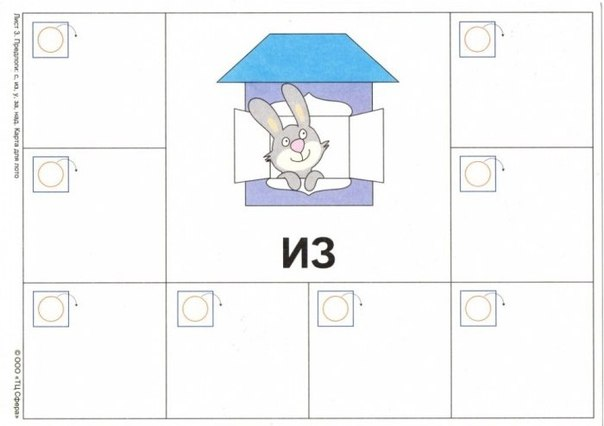 Лист 3. Предлоги: с, из, у, за, над. Карта для лото
ИЗ
© ООО «ТЦ Сфера»